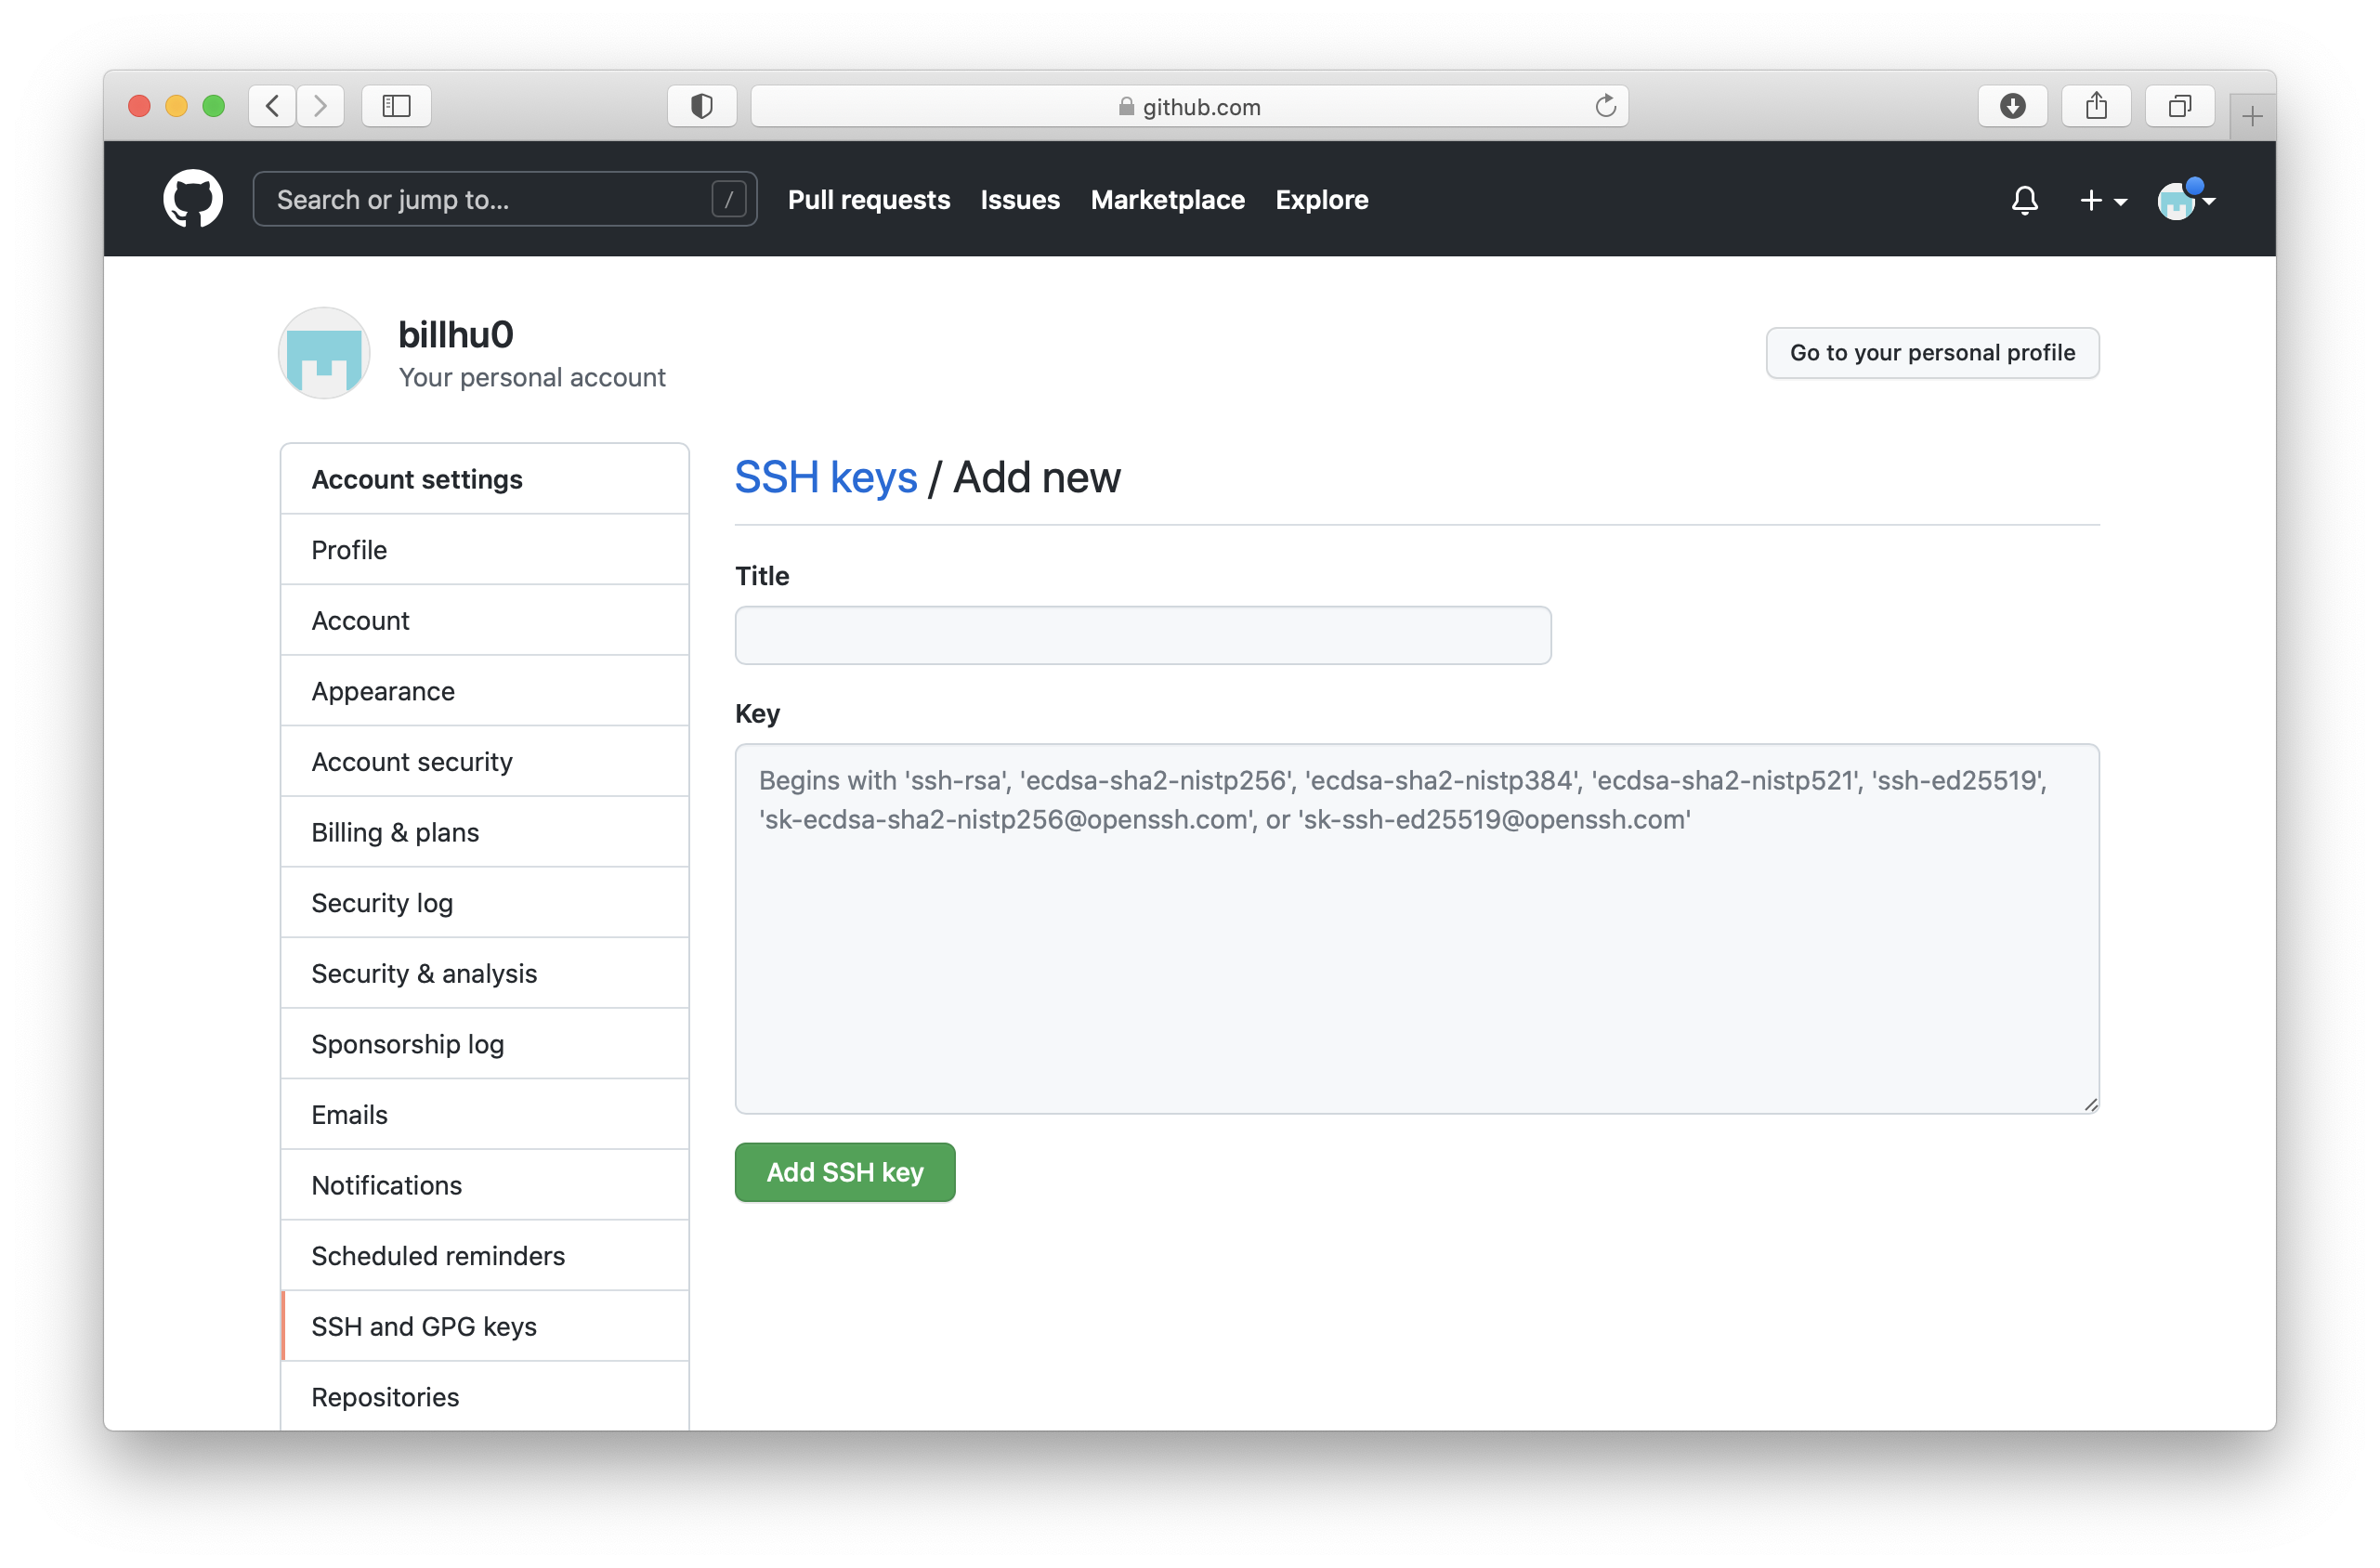 github.com
Search or jump to... /
Pull requests Issues Marketplace Explore
billhu0
Your personal account
Go to your personal profile
Account settings
Profile
Account
Appearance
Account security
Billing & plans
Security log
Security & analysis
Sponsorship log
Emails
Notifications
Scheduled reminders
SSH and GPG keys
Repositories
SSH keys / Add new
Title
Key
Begins with 'ssh-rsa', 'ecdsa-sha2-nistp256', 'ecdsa-sha2-nistp384', 'ecdsa-sha2-nistp521', 'ssh-ed25519',
'sk-ecdsa-sha2-nistp256@openssh.com', or 'sk-ssh-ed25519@openssh.com'
Add SSH key